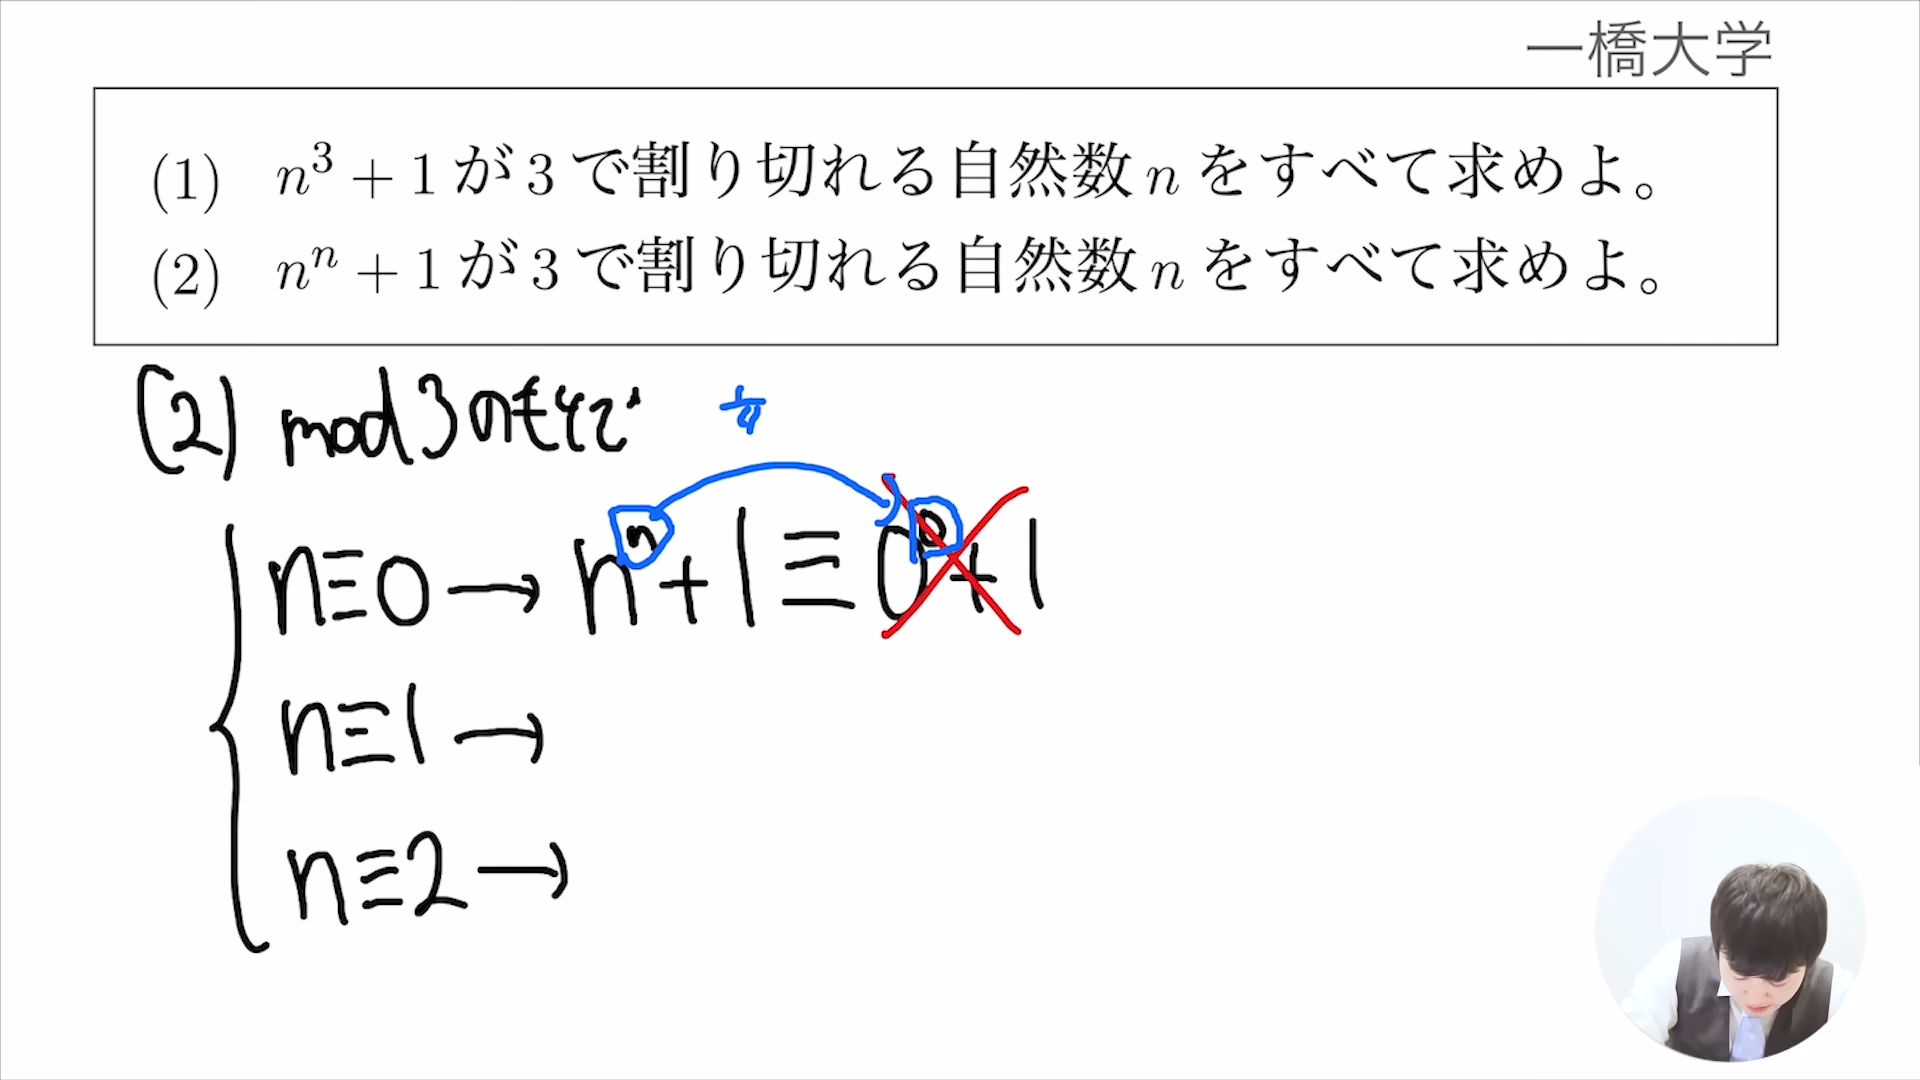 一橋大学
(1) n³ + 1 が 3 で割り切れる自然数 n をすべて求めよ。
(2) nⁿ + 1 が 3 で割り切れる自然数 n をすべて求めよ。
(2) mod3のもとで
n≡0 → nⁿ+1≡0⁰+1
n≡1 →
n≡2 →